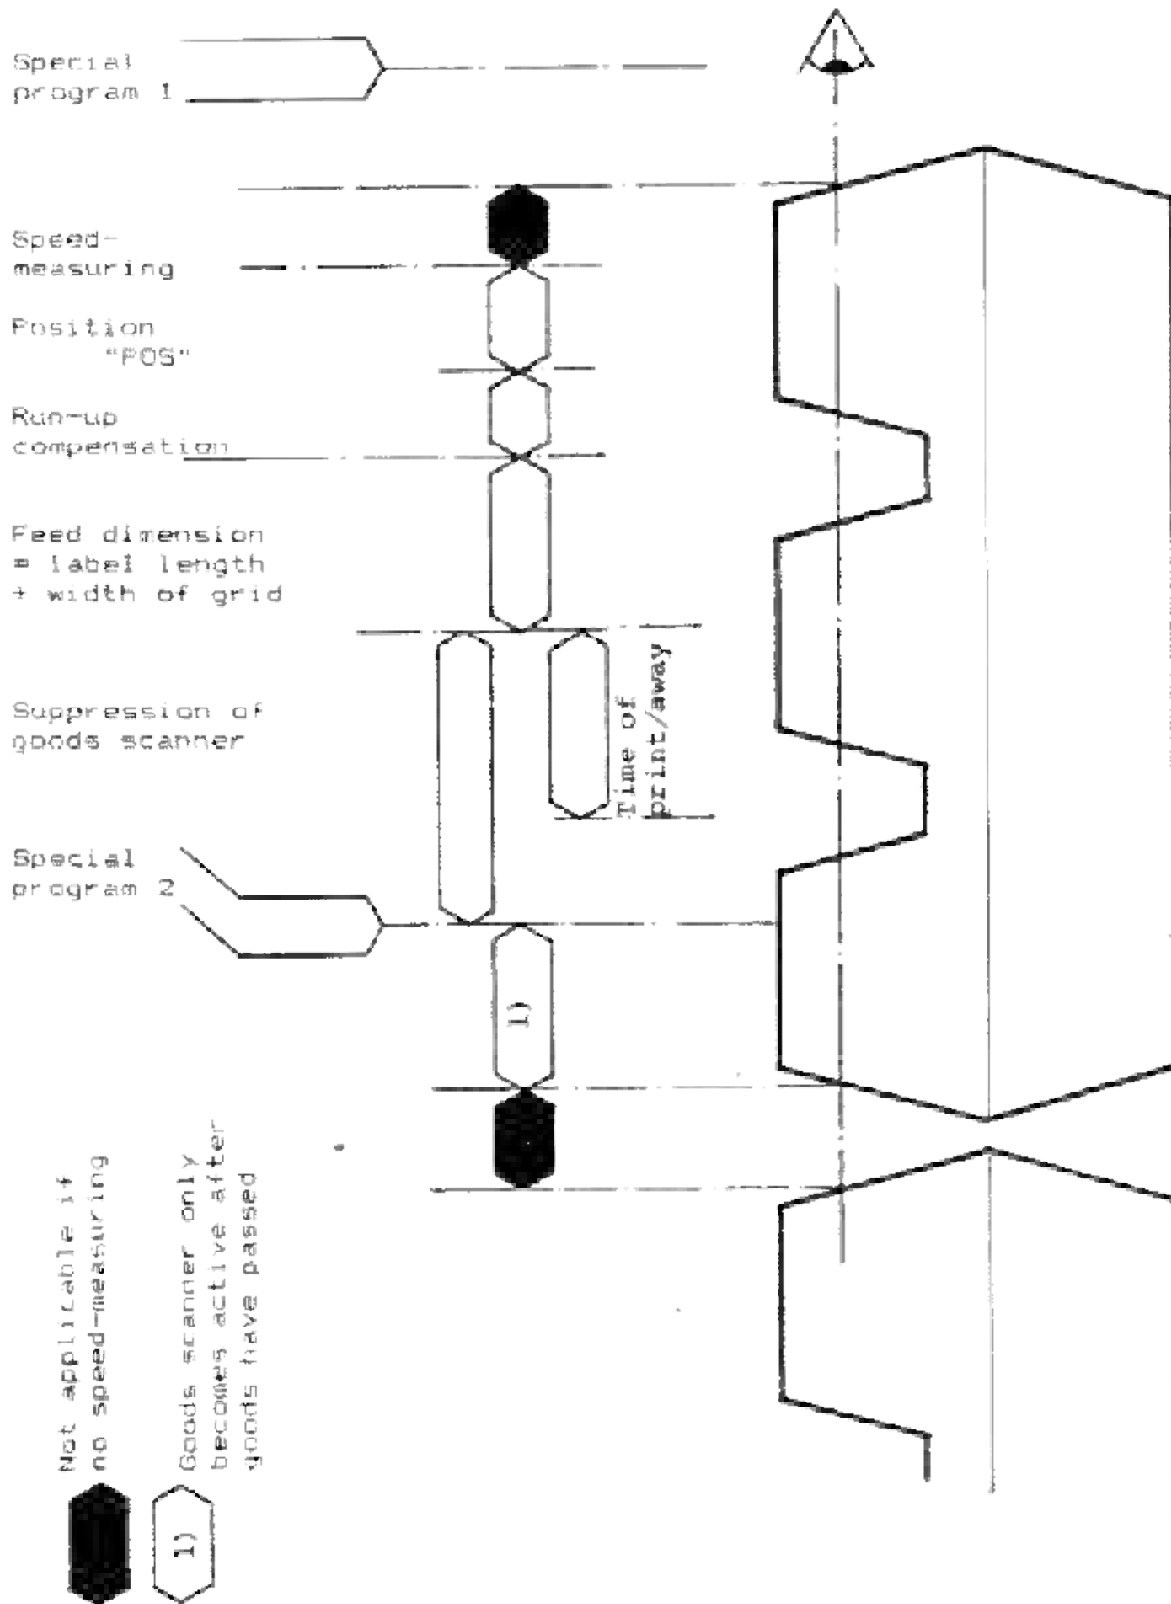 Special
program 1
Speed-
measuring
Position
"POS"
Run-up
compensation
Feed dimension
= label length
+ width of grid
Suppression of
goods scanner
Time of
print/away
Special
program 2
1)
Not applicable if
no speed-measuring
1)
Goods scanner only
becomes active after
goods have passed